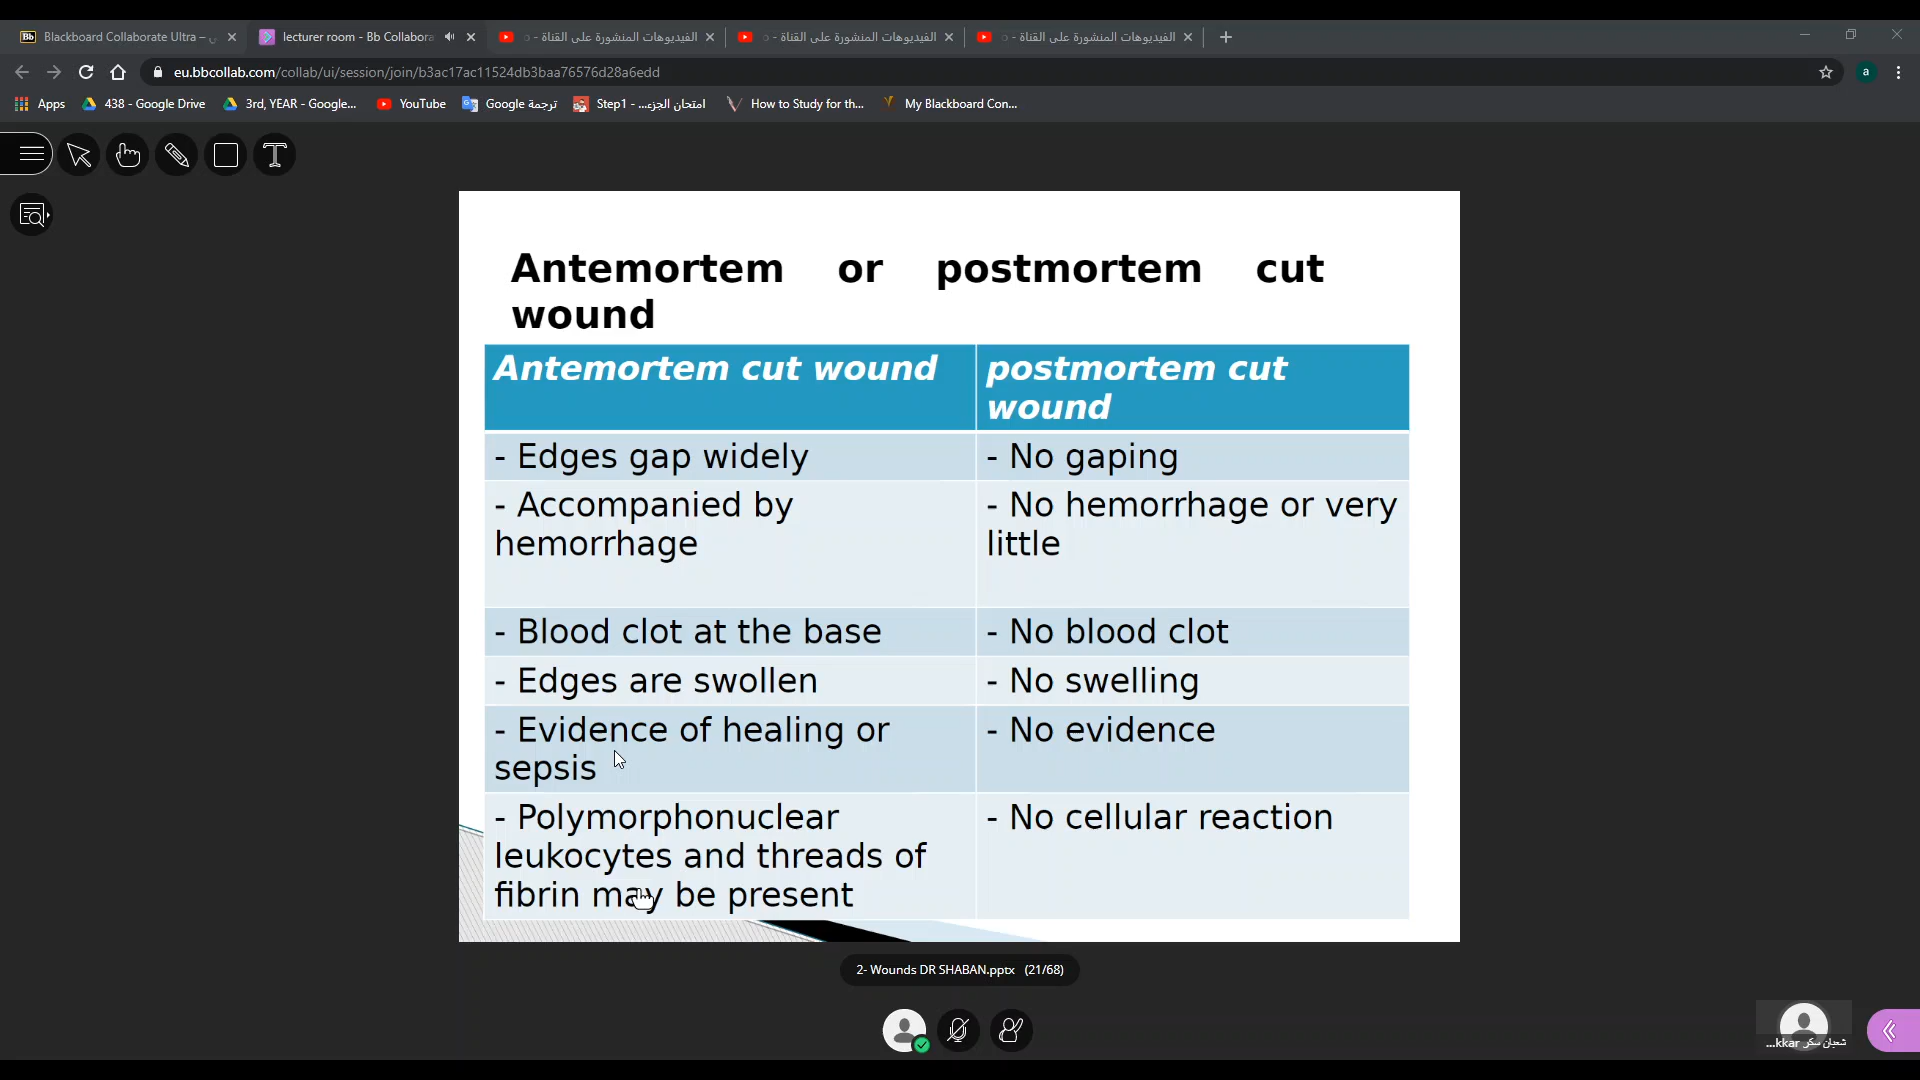 Blackboard Collaborate Ultra –
lecturer room - Bb Collabora
الفيديوهات المنشورة على القناة -
الفيديوهات المنشورة على القناة -
الفيديوهات المنشورة على القناة -
eu.bbcollab.com/collab/ui/session/join/b3ac17ac11524db3baa76576d28a6edd
a
Apps
438 - Google Drive
3rd, YEAR - Google...
YouTube
ترجمة Google
Step1 - ...امتحان الجزء
How to Study for th...
My Blackboard Con...
Antemortem or postmortem cut
wound
Antemortem cut wound
postmortem cut
wound
- Edges gap widely
- No gaping
- Accompanied by
hemorrhage
- No hemorrhage or very
little
- Blood clot at the base
- No blood clot
- Edges are swollen
- No swelling
- Evidence of healing or
sepsis
- No evidence
- Polymorphonuclear
leukocytes and threads of
fibrin may be present
- No cellular reaction
2- Wounds DR SHABAN.pptx (21/68)
شعبان سكر kkar...